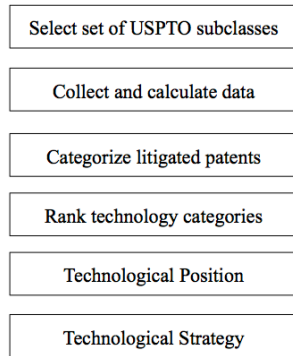 Select set of USPTO subclasses
Collect and calculate data
Categorize litigated patents
Rank technology categories
Technological Position
Technological Strategy